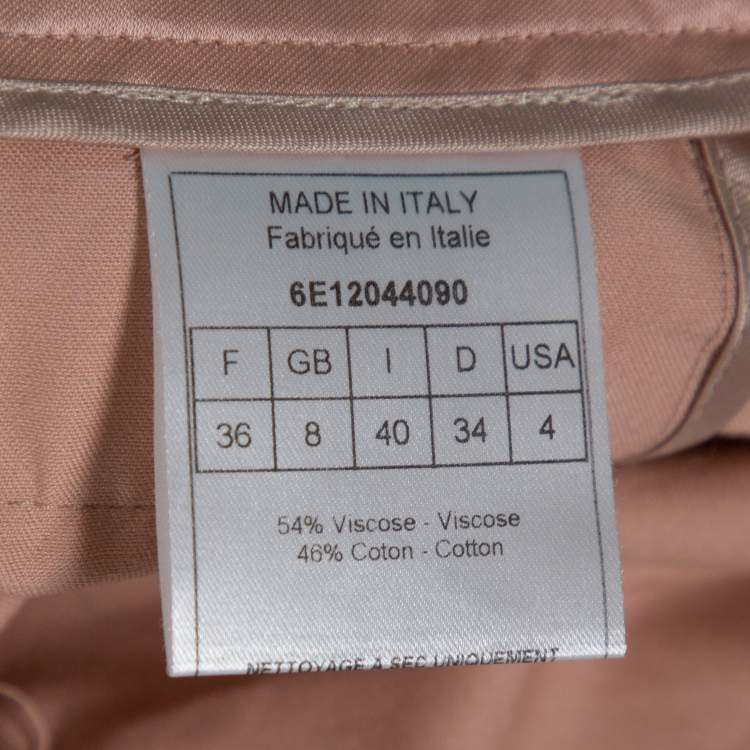 MADE IN ITALY
Fabriqué en Italie
6E12044090
F GB I D USA
36 8 40 34 4
54% Viscose - Viscose
46% Coton - Cotton
NETTOYAGE A SEC UNIQUEMENT